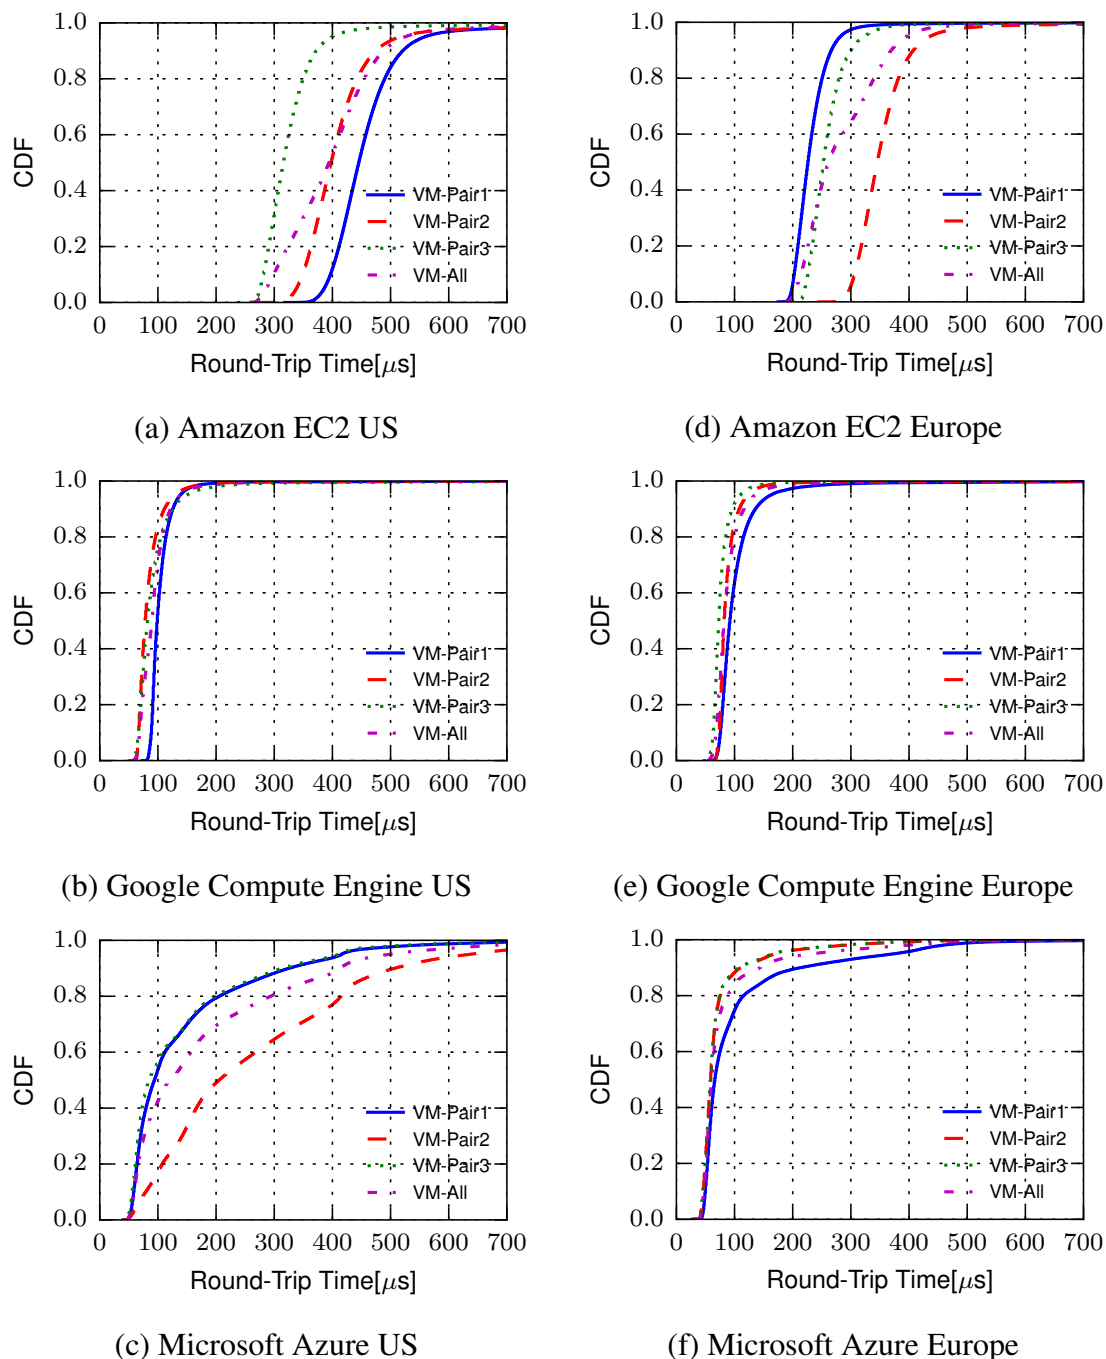 1.0
0.8
0.6
0.4
0.2
0.0
CDF
VM-Pair1
VM-Pair2
VM-Pair3
VM-All
0 100 200 300 400 500 600 700
Round-Trip Time[μs]
(a) Amazon EC2 US
1.0
0.8
0.6
0.4
0.2
0.0
CDF
VM-Pair1
VM-Pair2
VM-Pair3
VM-All
0 100 200 300 400 500 600 700
Round-Trip Time[μs]
(d) Amazon EC2 Europe
1.0
0.8
0.6
0.4
0.2
0.0
CDF
VM-Pair1
VM-Pair2
VM-Pair3
VM-All
0 100 200 300 400 500 600 700
Round-Trip Time[μs]
(b) Google Compute Engine US
1.0
0.8
0.6
0.4
0.2
0.0
CDF
VM-Pair1
VM-Pair2
VM-Pair3
VM-All
0 100 200 300 400 500 600 700
Round-Trip Time[μs]
(e) Google Compute Engine Europe
1.0
0.8
0.6
0.4
0.2
0.0
CDF
VM-Pair1
VM-Pair2
VM-Pair3
VM-All
0 100 200 300 400 500 600 700
Round-Trip Time[μs]
(c) Microsoft Azure US
1.0
0.8
0.6
0.4
0.2
0.0
CDF
VM-Pair1
VM-Pair2
VM-Pair3
VM-All
0 100 200 300 400 500 600 700
Round-Trip Time[μs]
(f) Microsoft Azure Europe